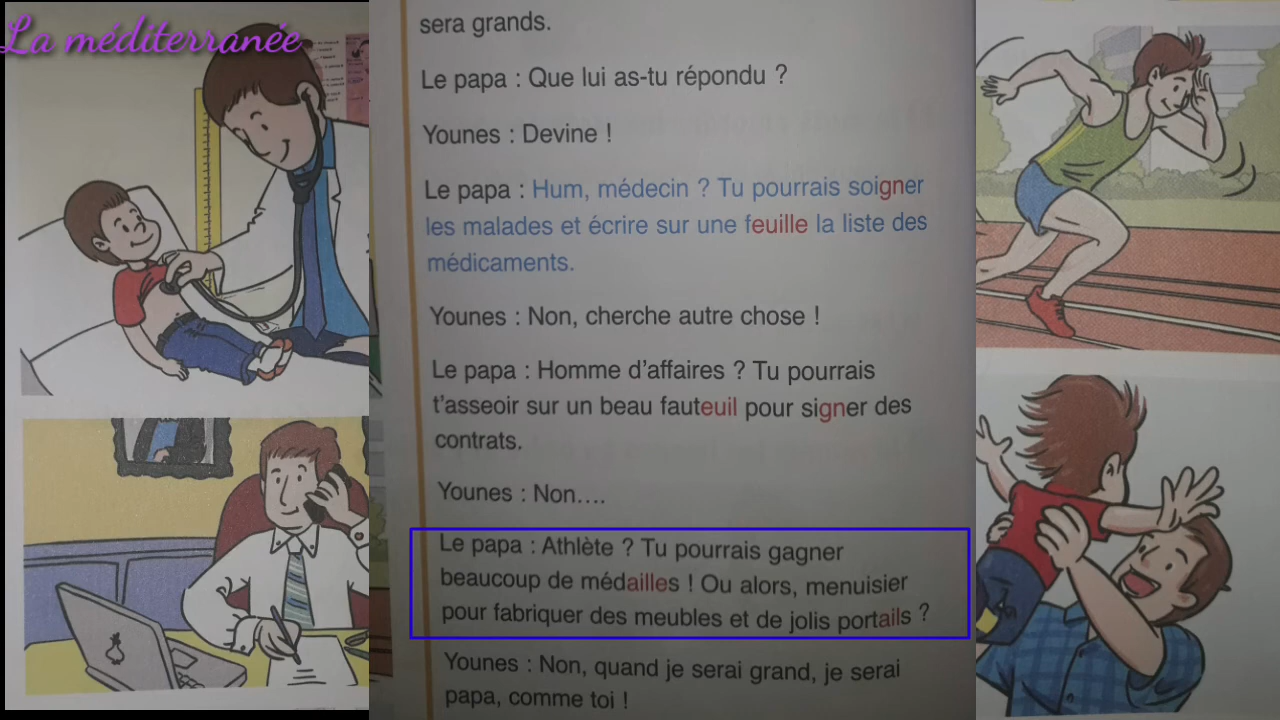 La méditerranée
sera grands.
Le papa : Que lui as-tu répondu ?
Younes : Devine !
Le papa : Hum, médecin ? Tu pourrais soigner
les malades et écrire sur une feuille la liste des
médicaments.
Younes : Non, cherche autre chose !
Le papa : Homme d'affaires ? Tu pourrais
t'asseoir sur un beau fauteuil pour signer des
contrats.
Younes : Non....
Le papa : Athlète ? Tu pourrais gagner
beaucoup de médailles ! Ou alors, menuisier
pour fabriquer des meubles et de jolis portails ?
Younes : Non, quand je serai grand, je serai
papa, comme toi !